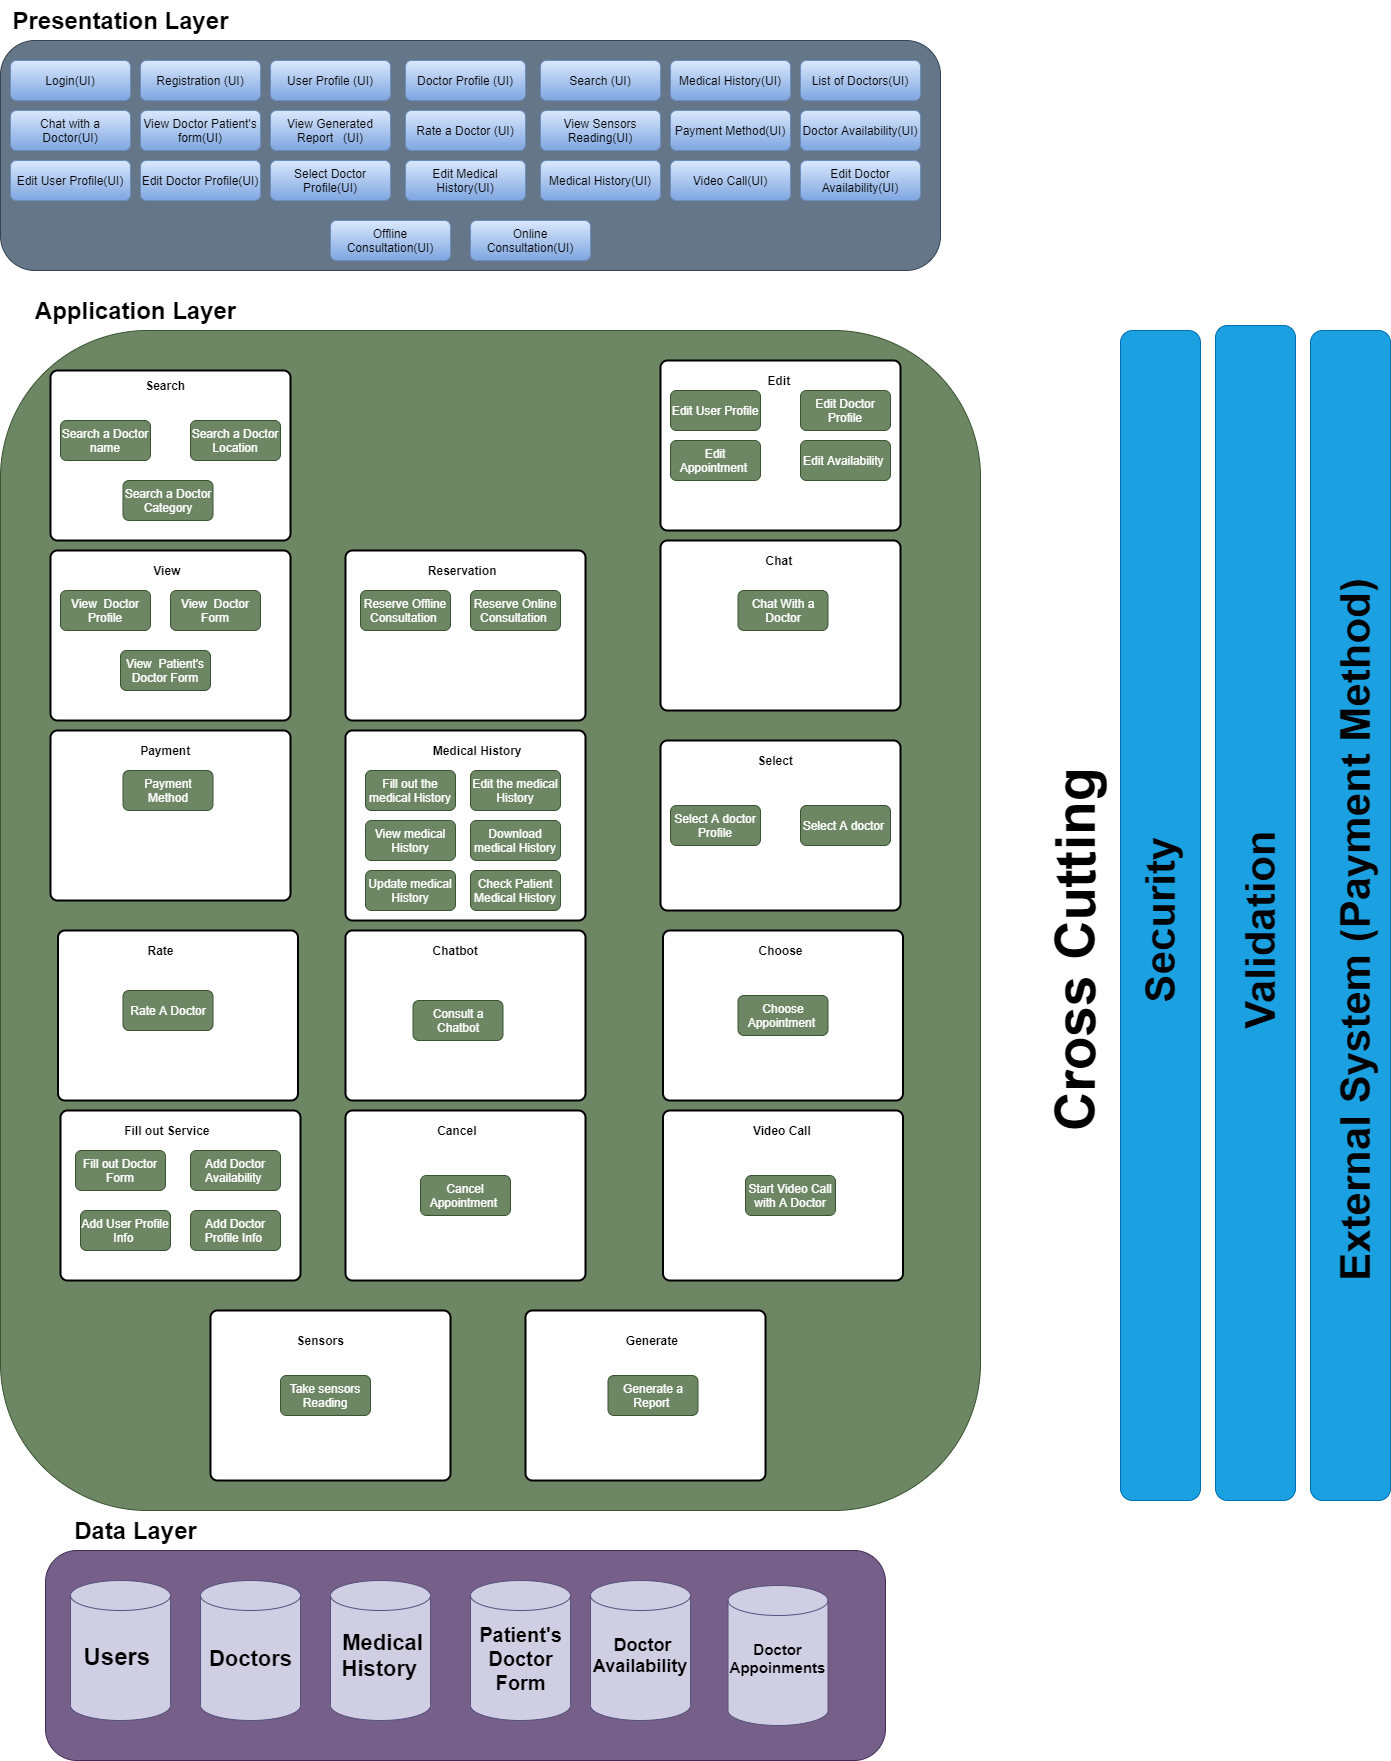 Presentation Layer
Login(UI)
Registration (UI)
User Profile (UI)
Doctor Profile (UI)
Search (UI)
Medical History(UI)
List of Doctors(UI)
Chat with a
Doctor(UI)
View Doctor Patient's
form(UI)
View Generated
Report (UI)
Rate a Doctor (UI)
View Sensors
Reading(UI)
Payment Method(UI)
Doctor Availability(UI)
Edit User Profile(UI)
Edit Doctor Profile(UI)
Select Doctor
Profile(UI)
Edit Medical
History(UI)
Medical History(UI)
Video Call(UI)
Edit Doctor
Availability(UI)
Offline
Consultation(UI)
Online
Consultation(UI)
Application Layer
Search
Search a Doctor
name
Search a Doctor
Location
Search a Doctor
Category
Edit
Edit User Profile
Edit Doctor
Profile
Edit
Appointment
Edit Availability
View
View Doctor
Profile
View Doctor
Form
View Patient's
Doctor Form
Reservation
Reserve Offline
Consultation
Reserve Online
Consultation
Chat
Chat With a
Doctor
Payment
Payment
Method
Medical History
Fill out the
medical History
Edit the medical
History
View medical
History
Download
medical History
Update medical
History
Check Patient
Medical History
Select
Select A doctor
Profile
Select A doctor
Rate
Rate A Doctor
Chatbot
Consult a
Chatbot
Choose
Choose
Appointment
Fill out Service
Fill out Doctor
Form
Add Doctor
Availability
Add User Profile
Info
Add Doctor
Profile Info
Cancel
Cancel
Appointment
Video Call
Start Video Call
with A Doctor
Sensors
Take sensors
Reading
Generate
Generate a
Report
Cross Cutting
Security
Validation
External System (Payment Method)
Data Layer
Users
Doctors
Medical
History
Patient's
Doctor
Form
Doctor
Availability
Doctor
Appoinments